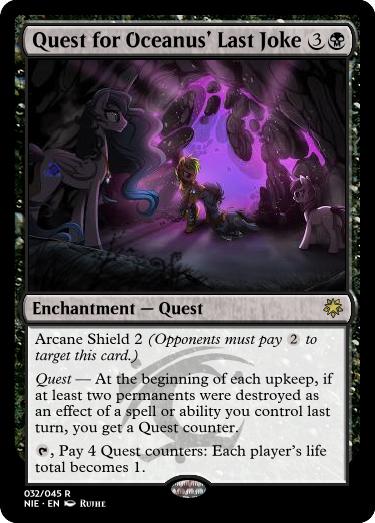 Quest for Oceanus' Last Joke 3
Enchantment — Quest
Arcane Shield 2 (Opponents must pay 2 to
target this card.)
Quest — At the beginning of each upkeep, if
at least two permanents were destroyed as
an effect of a spell or ability you control last
turn, you get a Quest counter.
, Pay 4 Quest counters: Each player's life
total becomes 1.
032/045 R
NIE • EN Ruihe